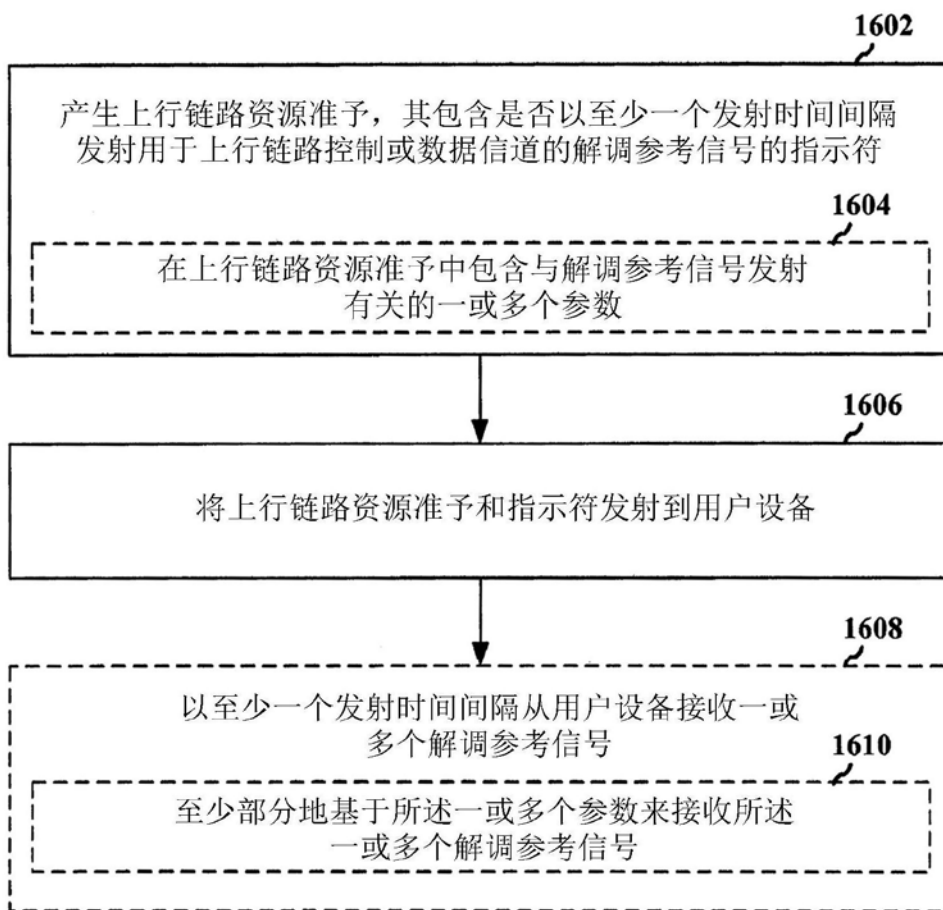 1602
产生上行链路资源准予，其包含是否以至少一个发射时间间隔
发射用于上行链路控制或数据信道的解调参考信号的指示符
1604
在上行链路资源准予中包含与解调参考信号发射
有关的一或多个参数
1606
将上行链路资源准予和指示符发射到用户设备
1608
以至少一个发射时间间隔从用户设备接收一或
多个解调参考信号
1610
至少部分地基于所述一或多个参数来接收所述
一或多个解调参考信号